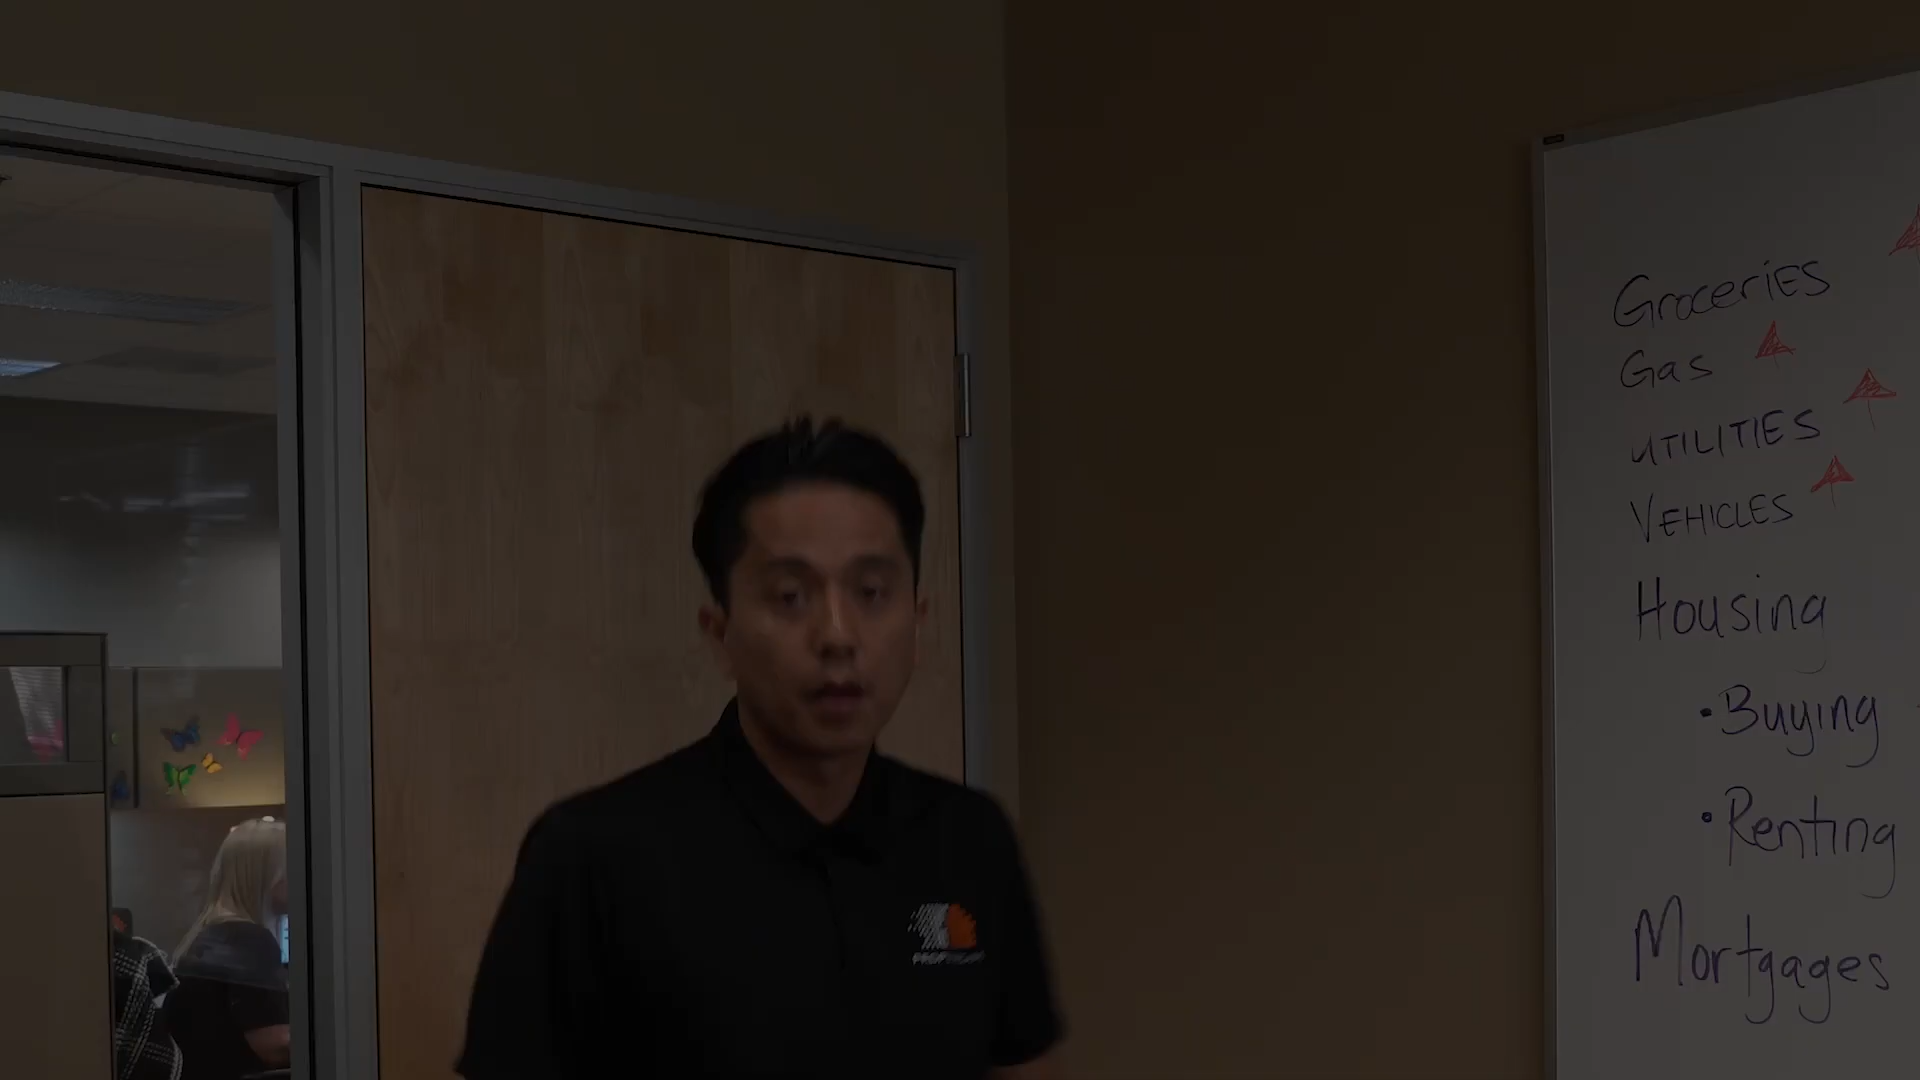 Groceries
Gas
UTILITIES
VEHICLES
Housing
• Buying
• Renting
Mortgages